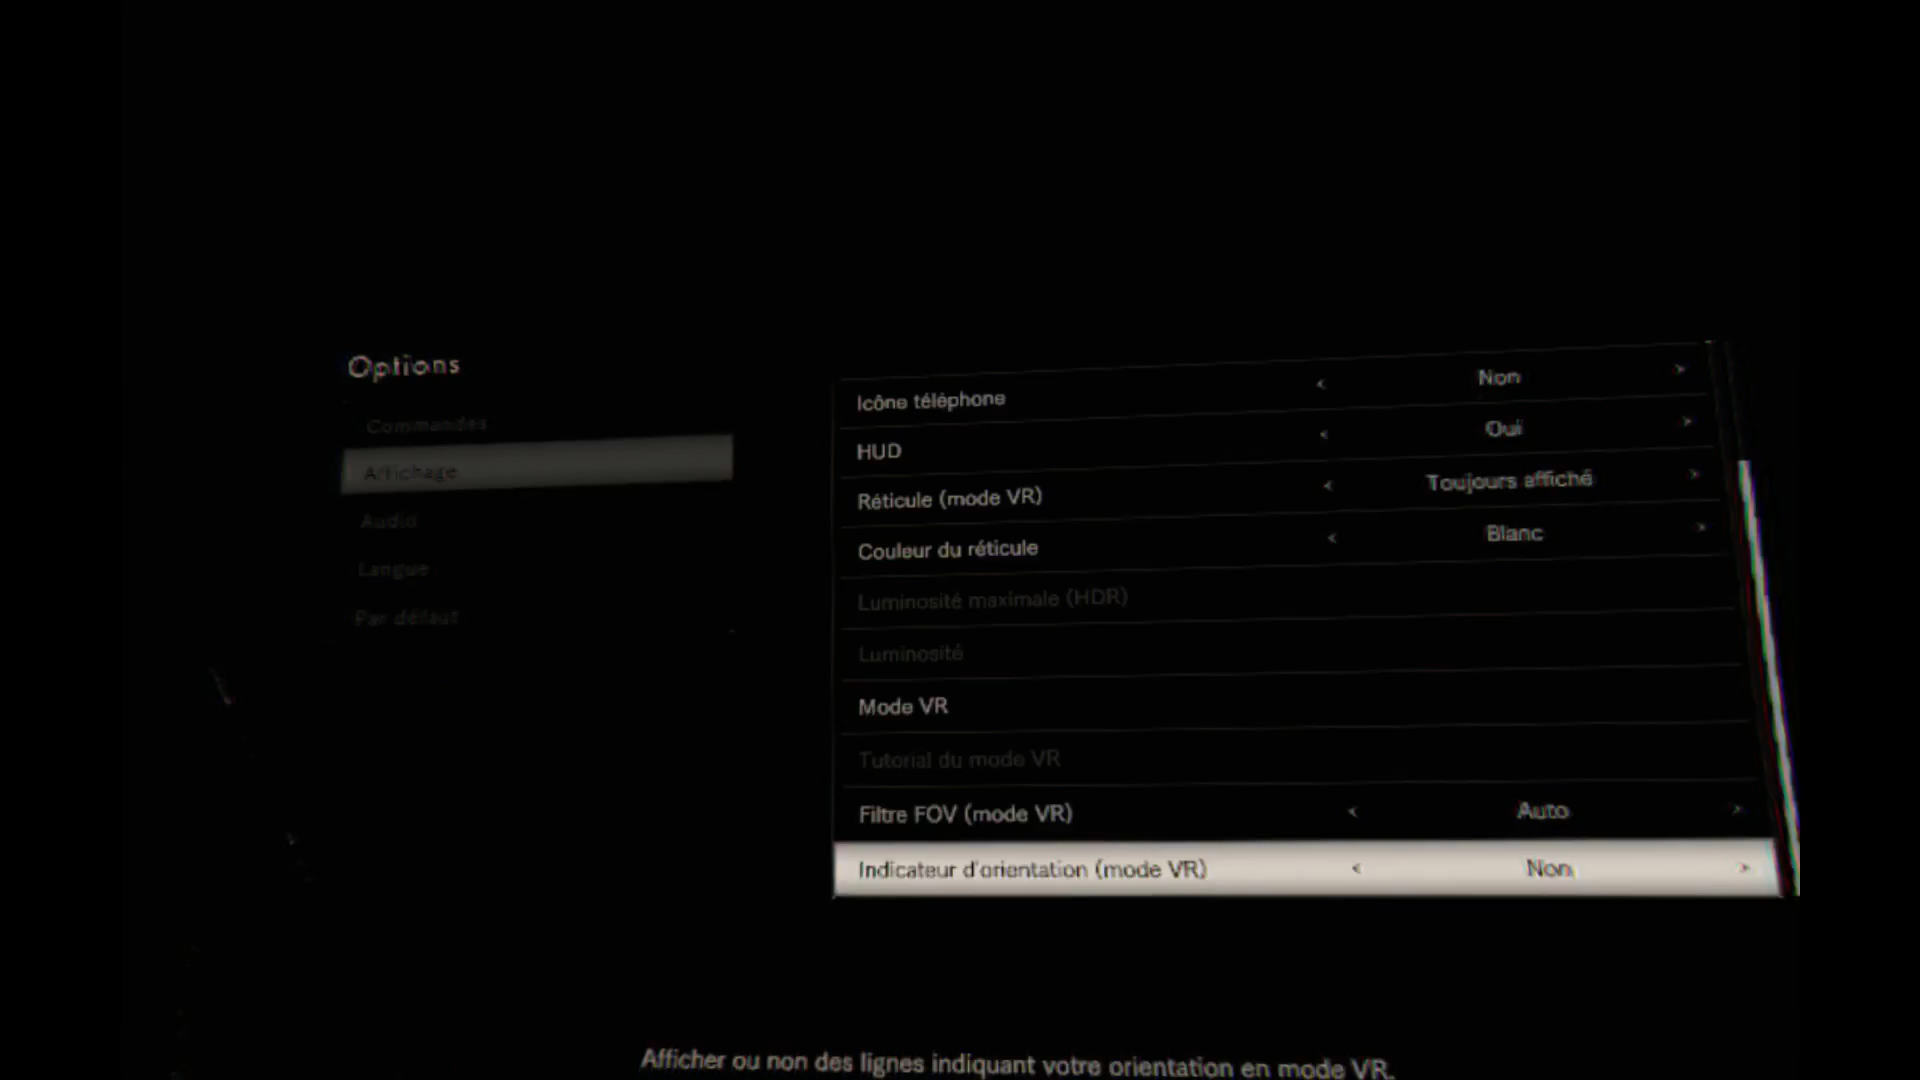 Options
Commandes
Affichage
Audio
Langue
Par défaut
Icône téléphone < Non >
HUD < Oui >
Réticule (mode VR) < Toujours affiché >
Couleur du réticule < Blanc >
Luminosité maximale (HDR)
Luminosité
Mode VR
Tutorial du mode VR
Filtre FOV (mode VR) < Auto >
Indicateur d'orientation (mode VR) < Non >
Afficher ou non des lignes indiquant votre orientation en mode VR.